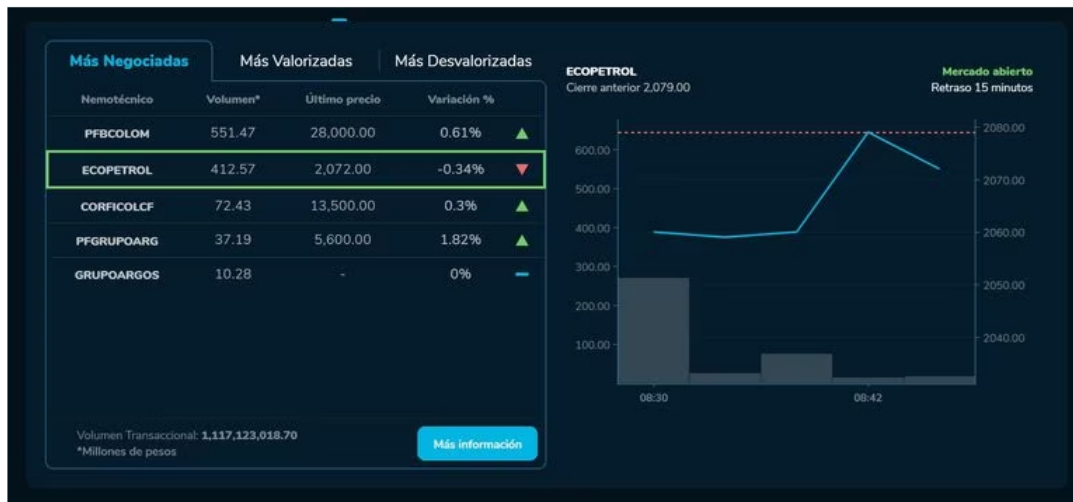 Más Negociadas Más Valorizadas Más Desvalorizadas
Nemotécnico Volumen* Último precio Variación %
PFBCOLOM 551.47 28,000.00 0.61%
ECOPETROL 412.57 2,072.00 -0.34%
CORFICOLCF 72.43 13,500.00 0.3%
PFGRUPOARG 37.19 5,600.00 1.82%
GRUPOARGOS 10.28 - 0%
Volumen Transaccional: 1,117,123,018.70
*Millones de pesos
Más información
ECOPETROL
Cierre anterior 2,079.00
Mercado abierto
Retraso 15 minutos
600.00
500.00
400.00
300.00
200.00
100.00
2080.00
2070.00
2060.00
2050.00
2040.00
08:30 08:42